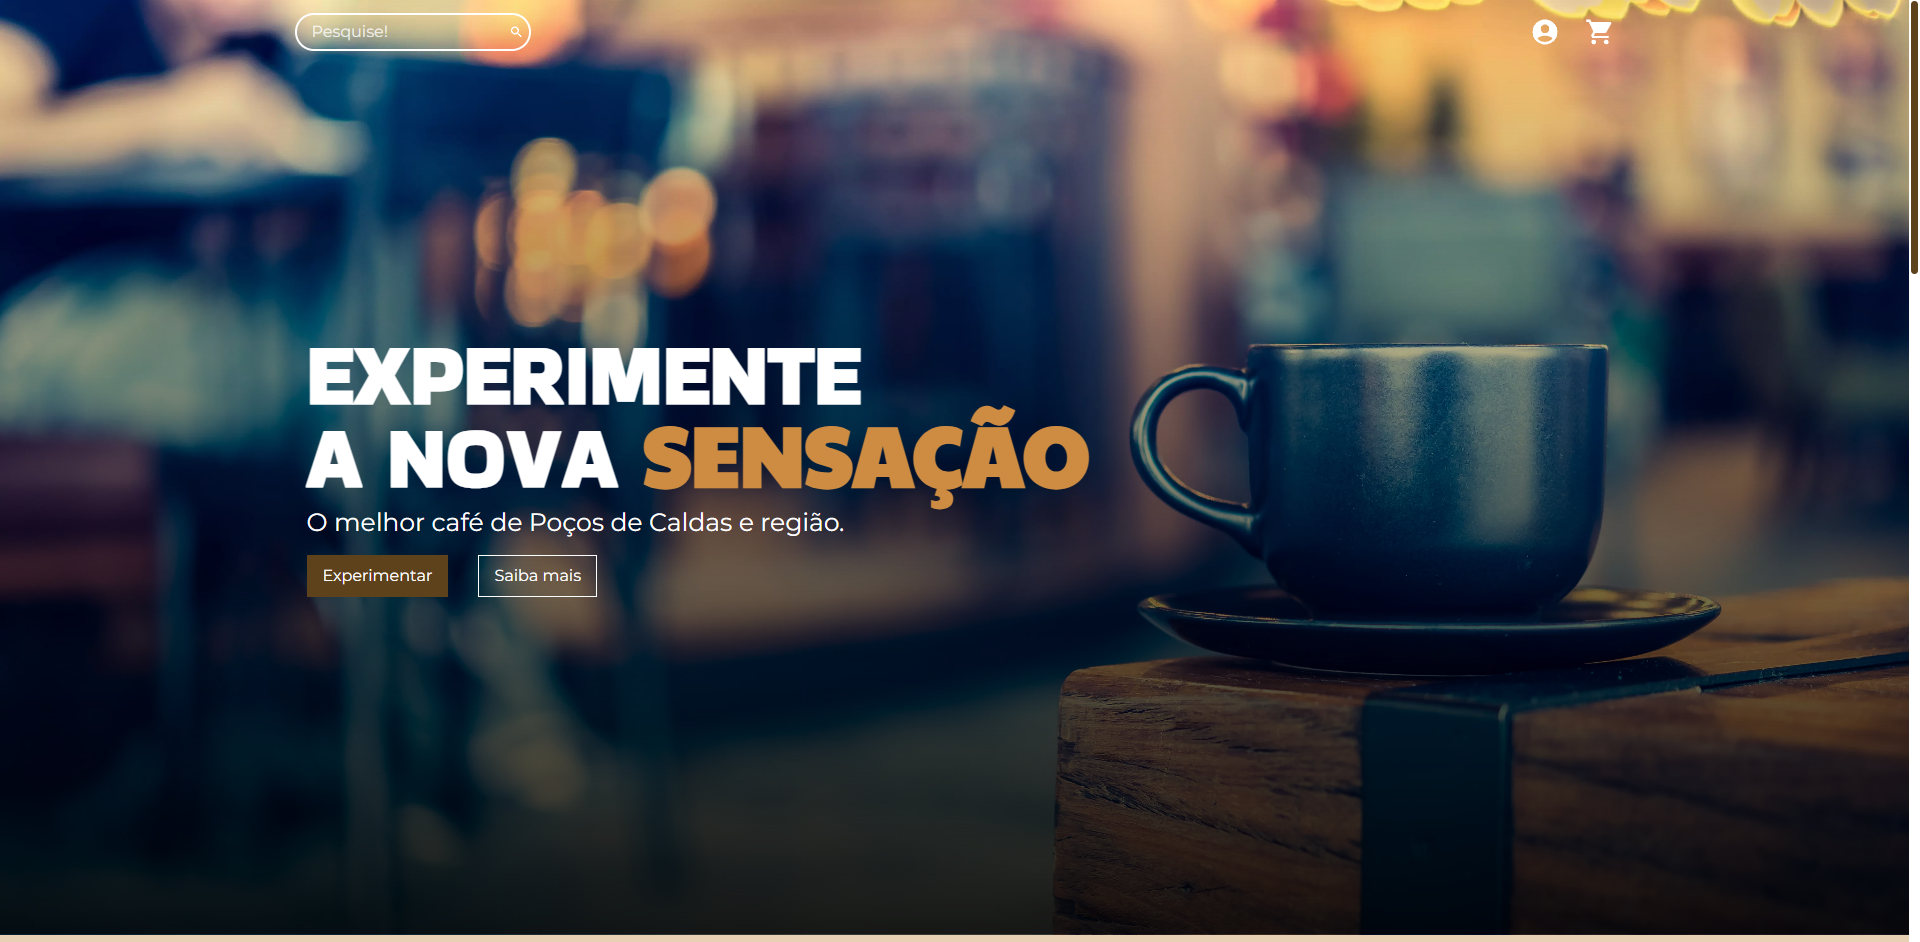 Pesquise!
EXPERIMENTE
A NOVA SENSAÇÃO
O melhor café de Poços de Caldas e região.
Experimentar
Saiba mais